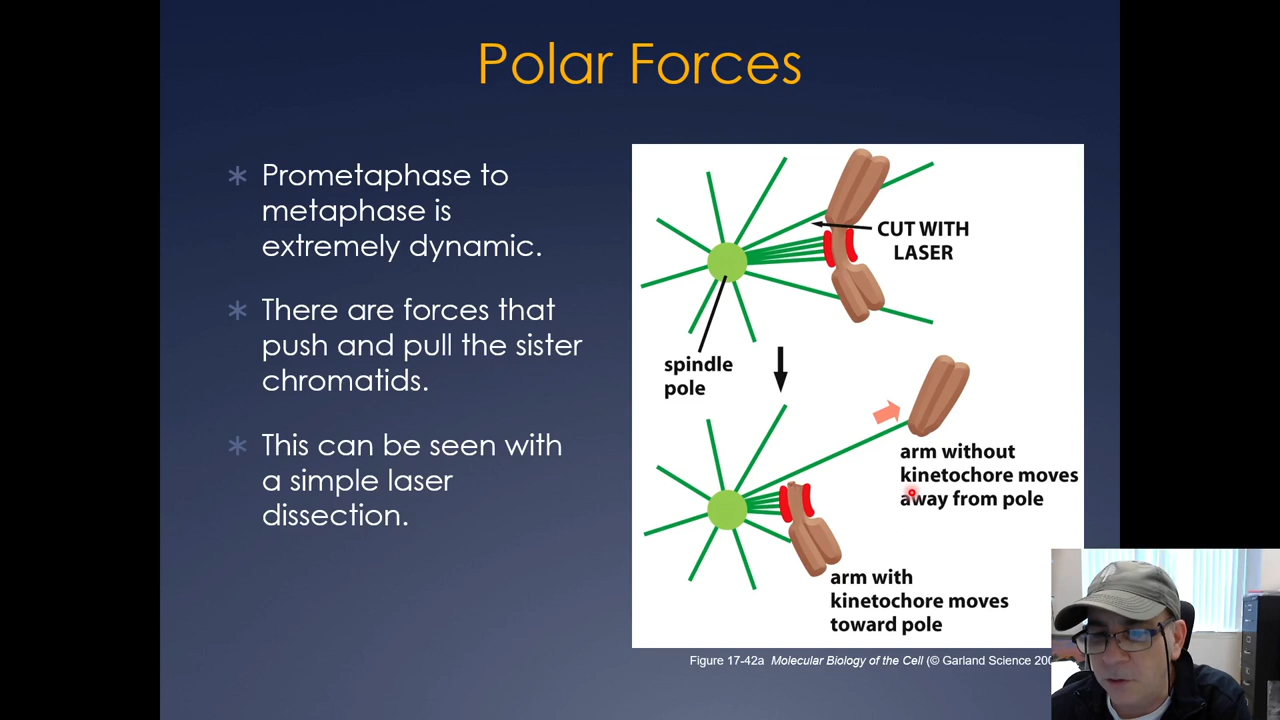 Polar Forces
Prometaphase to
metaphase is
extremely dynamic.
There are forces that
push and pull the sister
chromatids.
This can be seen with
a simple laser
dissection.
CUT WITH
LASER
spindle
pole
arm without
kinetochore moves
away from pole
arm with
kinetochore moves
toward pole
Figure 17-42a Molecular Biology of the Cell (© Garland Science